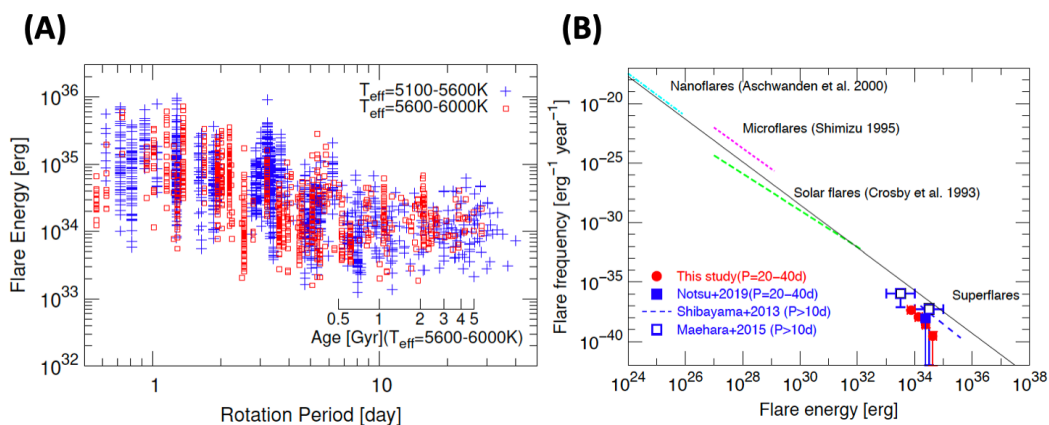 (A)
(B)
T_eff=5100-5600K
T_eff=5600-6000K
Flare Energy [erg]
10^36
10^35
10^34
10^33
10^32
0.5 1 2 3 4 5
Age [Gyr](T_eff=5600-6000K)
1 10
Rotation Period [day]
Flare frequency [erg^-1 year^-1]
10^-20
10^-25
10^-30
10^-35
10^-40
Nanoflares (Aschwanden et al. 2000)
Microflares (Shimizu 1995)
Solar flares (Crosby et al. 1993)
Superflares
This study(P=20-40d)
Notsu+2019(P=20-40d)
Shibayama+2013 (P>10d)
Maehara+2015 (P>10d)
10^24 10^26 10^28 10^30 10^32 10^34 10^36 10^38
Flare energy [erg]